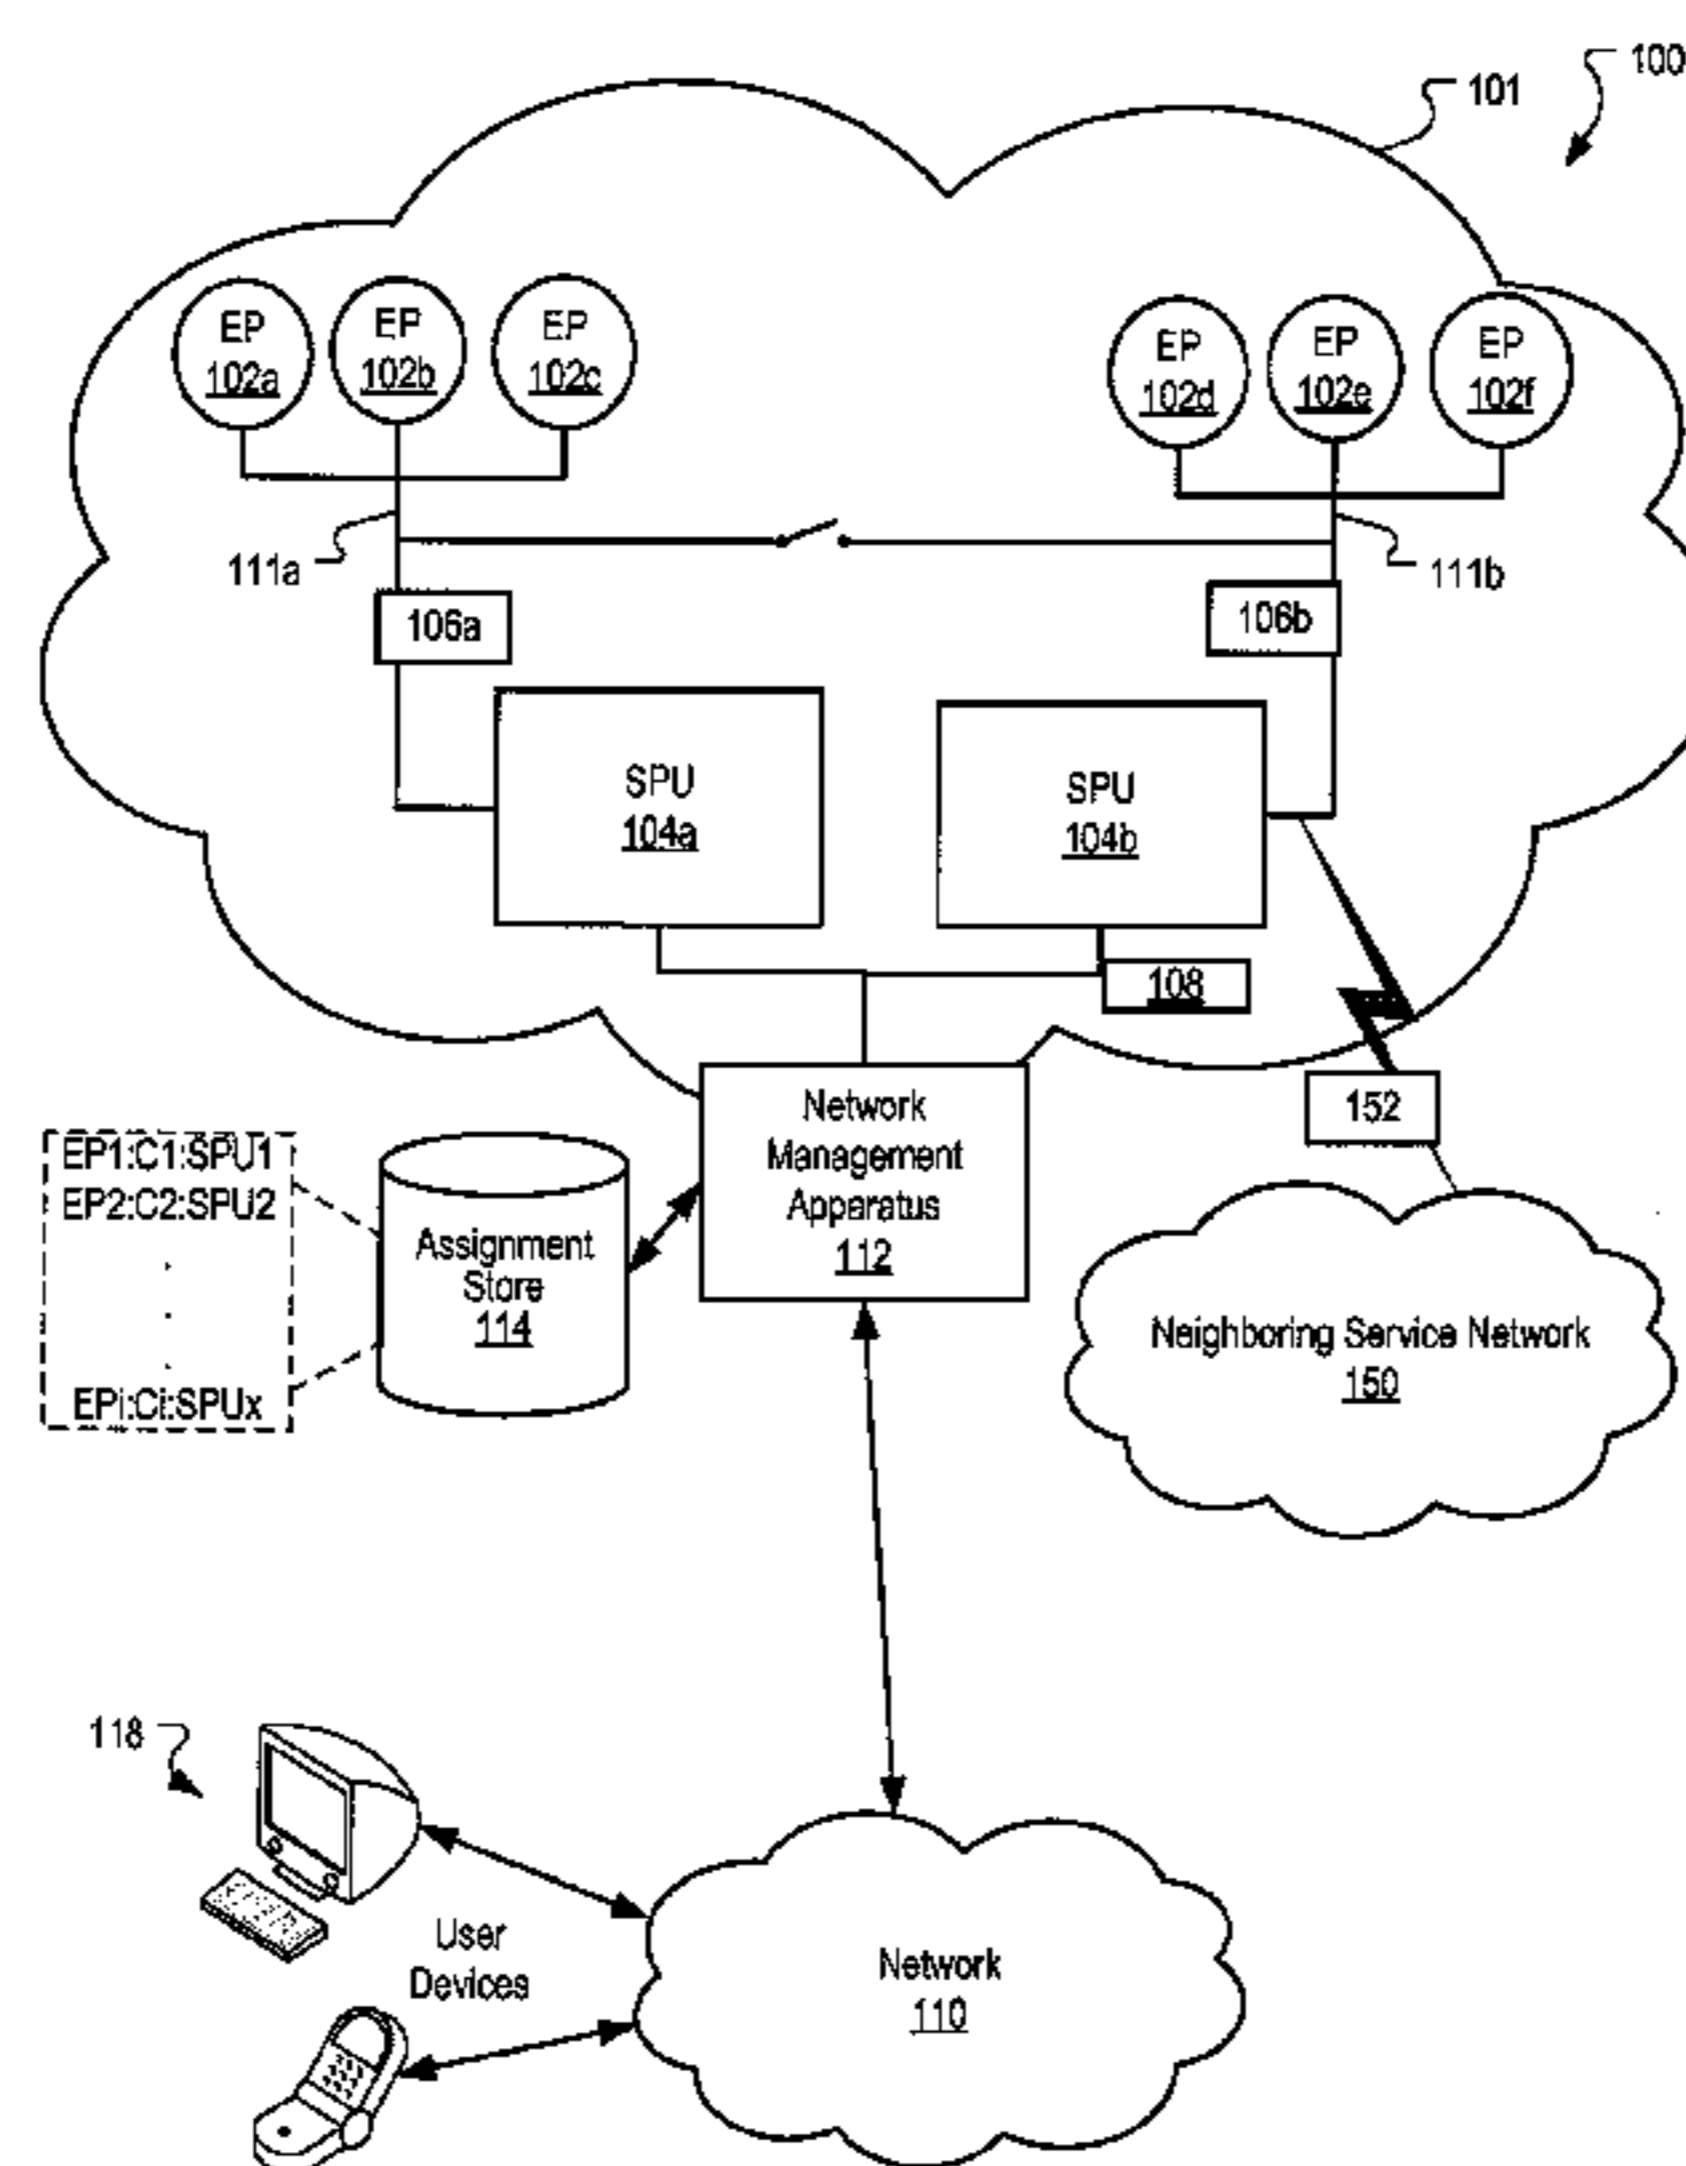 100
101
EP
102a
EP
102b
EP
102c
EP
102d
EP
102e
EP
102f
111a
111b
106a
106b
SPU
104a
SPU
104b
108
Network
Management
Apparatus
112
152
EP1:C1:SPU1
EP2:C2:SPU2
.
.
.
EPi:Ci:SPUx
Assignment
Store
114
Neighboring Service Network
150
118
User
Devices
Network
110